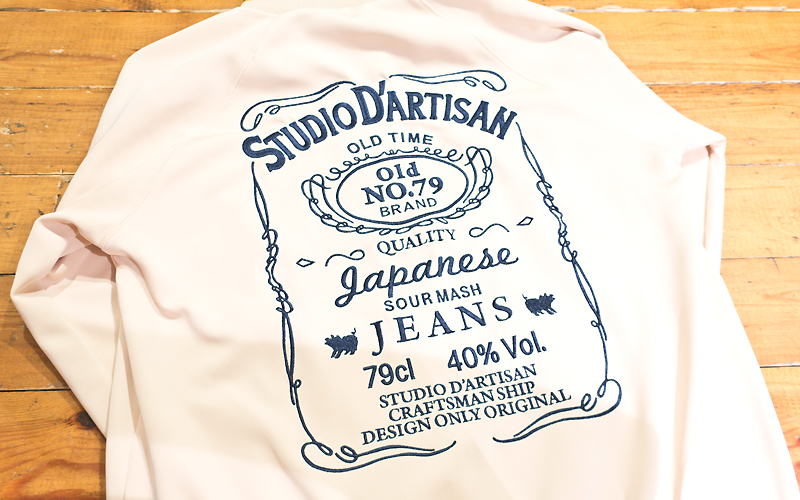 STUDIO D'ARTISAN
OLD TIME
Old
NO.79
BRAND
QUALITY
Japanese
SOUR MASH
JEANS
79cl 40% Vol.
STUDIO D'ARTISAN
CRAFTSMAN SHIP
DESIGN ONLY ORIGINAL